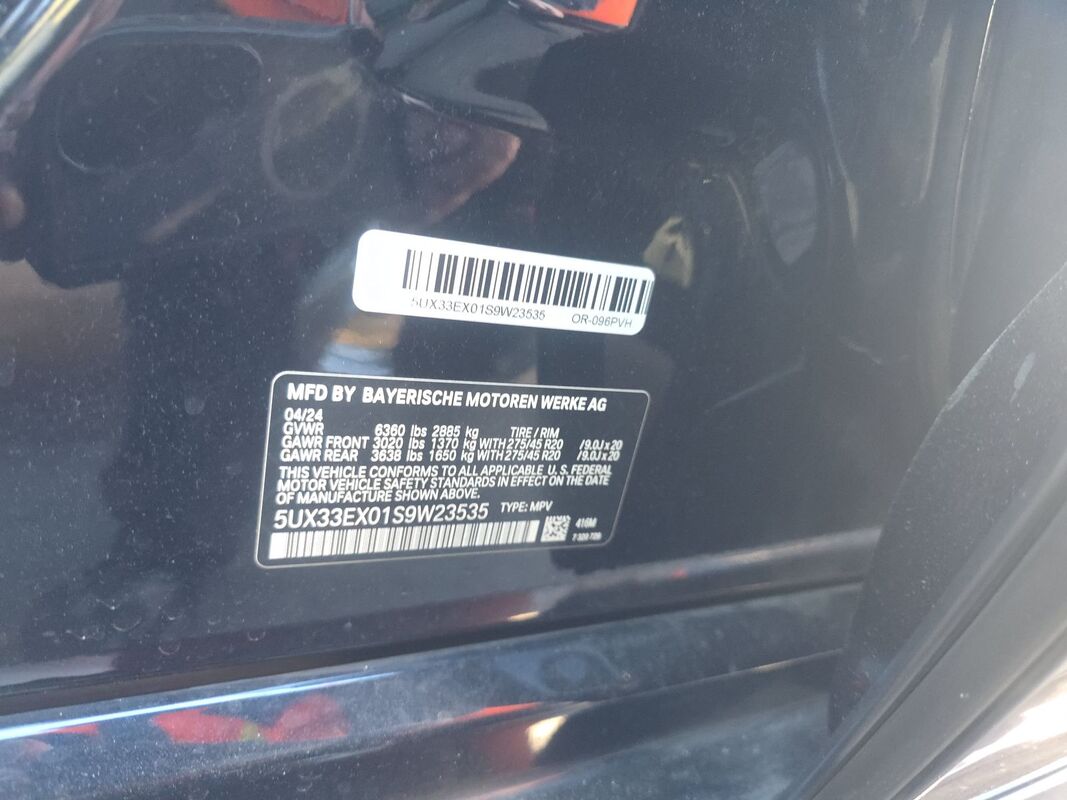 5UX33EX01S9W23535 OR-096PVH
MFD BY BAYERISCHE MOTOREN WERKE AG
04/24
GVWR 6360 lbs 2885 kg TIRE / RIM
GAWR FRONT 3020 lbs 1370 kg WITH 275/45 R20 /9.0J x 20
GAWR REAR 3638 lbs 1650 kg WITH 275/45 R20 /9.0J x 20
THIS VEHICLE CONFORMS TO ALL APPLICABLE U. S. FEDERAL
MOTOR VEHICLE SAFETY STANDARDS IN EFFECT ON THE DATE
OF MANUFACTURE SHOWN ABOVE.
5UX33EX01S9W23535 TYPE: MPV
416M